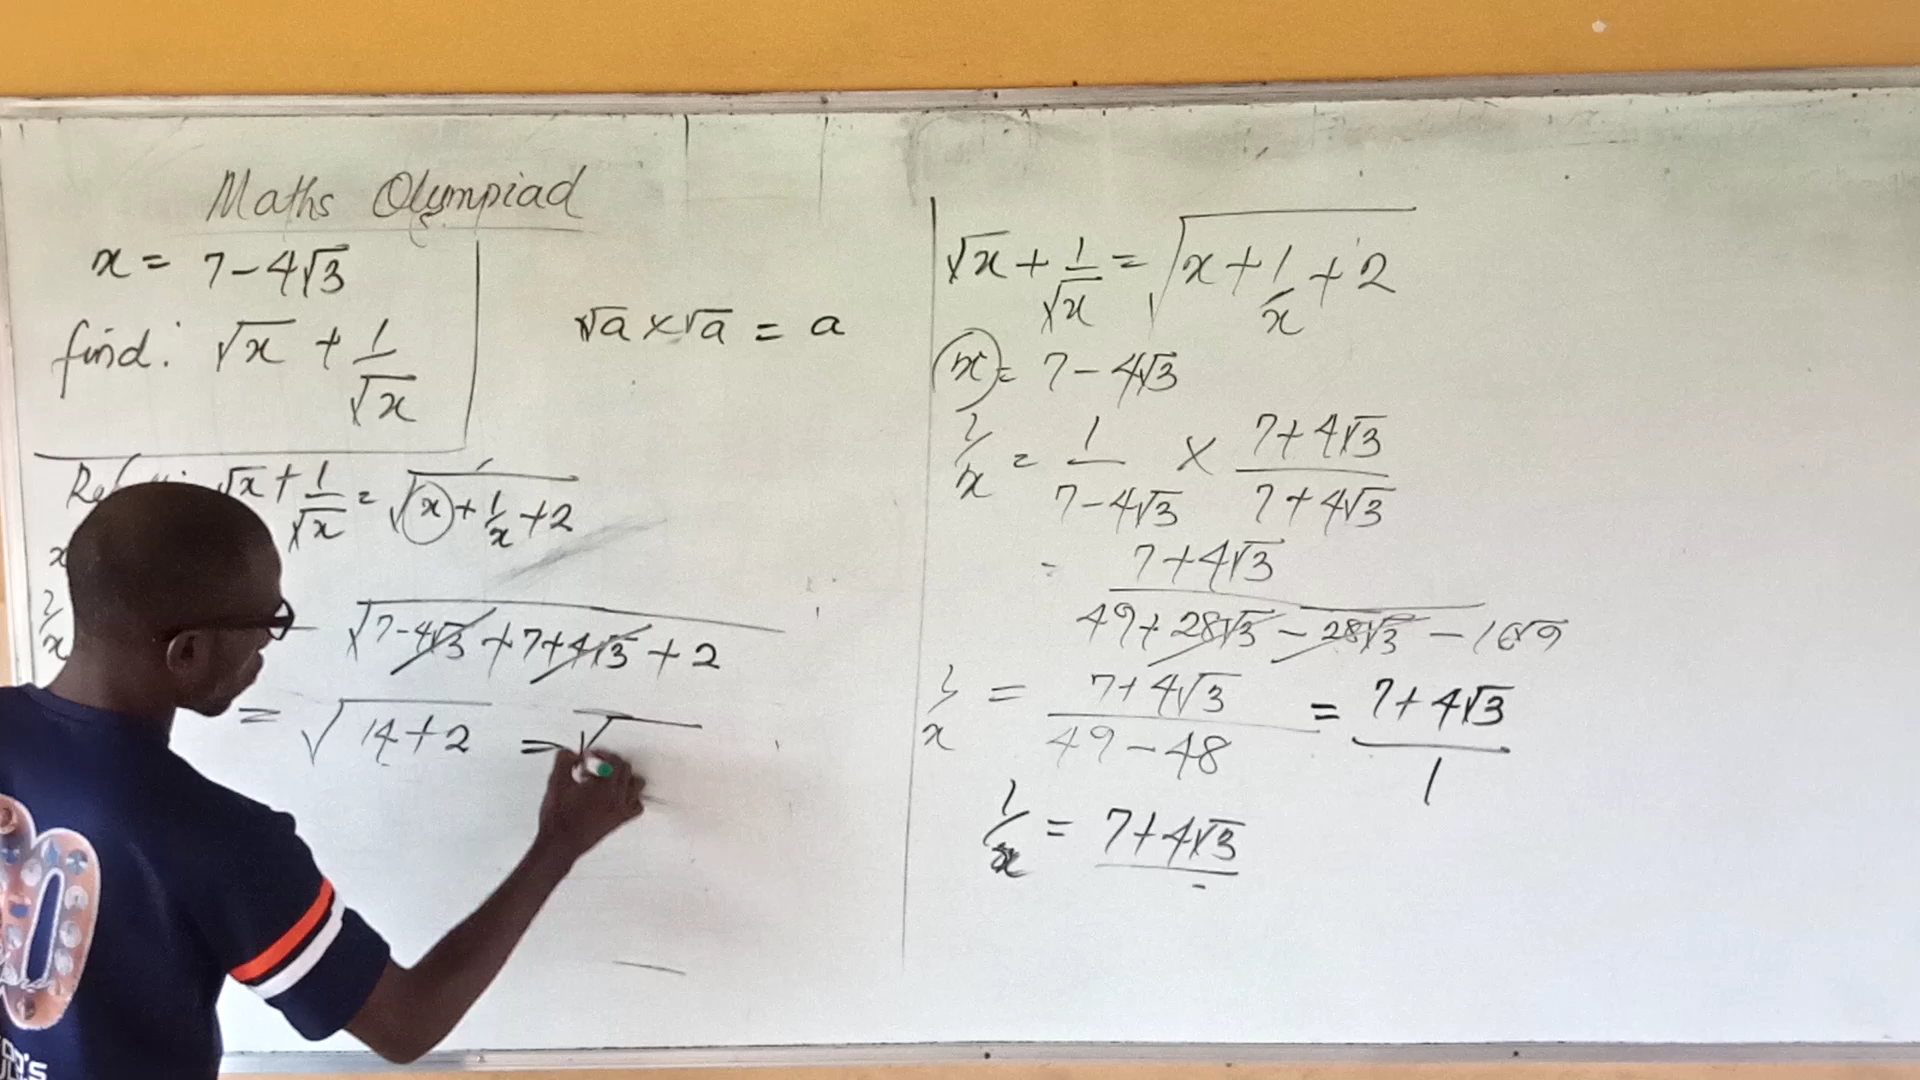 Maths Olympiad
x = 7 - 4√3
find: √x + 1/√x
√a × √a = a
√x + 1/√x = √(x + 1/x + 2)
x
1/x
√(7 - 4√3 + 7 + 4√3 + 2)
= √(14 + 2) = √
√x + 1/√x = √(x + 1/x + 2)
x = 7 - 4√3
1/x = 1/(7 - 4√3) × (7 + 4√3)/(7 + 4√3)
= (7 + 4√3)/(49 + 28√3 - 28√3 - 16√9)
1/x = (7 + 4√3)/(49 - 48) = (7 + 4√3)/1
1/x = 7 + 4√3